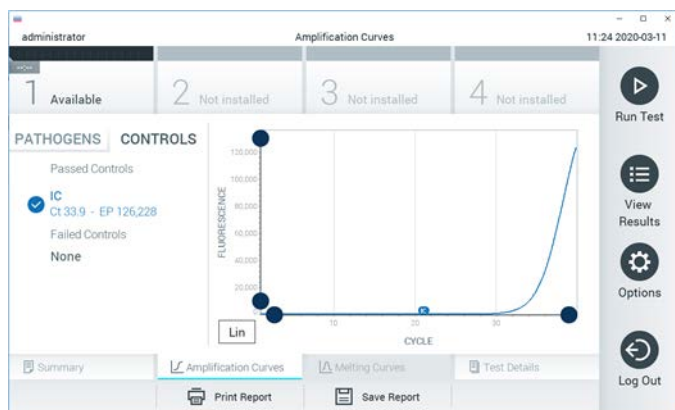 administrator
Amplification Curves
11:24 2020-03-11
1 Available
2 Not installed
3 Not installed
4 Not installed
Run Test
PATHOGENS
CONTROLS
Passed Controls
IC
Ct 33.9 - EP 126,228
Failed Controls
None
FLUORESCENCE
120,000
100,000
80,000
60,000
40,000
20,000
0
IC
10
20
30
CYCLE
Lin
View
Results
Options
Log Out
Summary
Amplification Curves
Melting Curves
Test Details
Print Report
Save Report